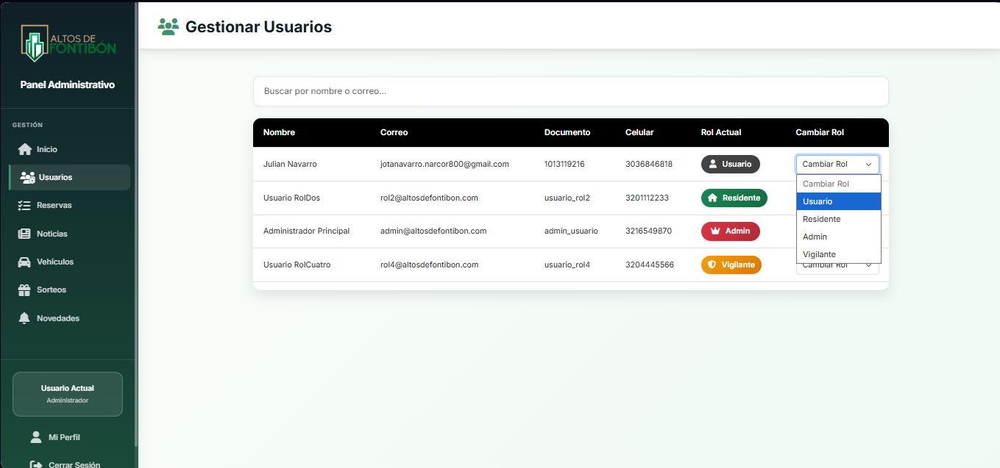 ALTOS DE
FONTIBÓN
Panel Administrativo
GESTIÓN
Inicio
Usuarios
Reservas
Noticias
Vehículos
Sorteos
Novedades
Usuario Actual
Administrador
Mi Perfil
Cerrar Sesión
Gestionar Usuarios
Buscar por nombre o correo...
Nombre Correo Documento Celular Rol Actual Cambiar Rol
Julian Navarro jotanavarro.narcor800@gmail.com 1013119216 3036846818 Usuario Cambiar Rol
Usuario RolDos rol2@altosdefontibon.com usuario_rol2 3201112233 Residente
Administrador Principal admin@altosdefontibon.com admin_usuario 3216549870 Admin
Usuario RolCuatro rol4@altosdefontibon.com usuario_rol4 3204445566 Vigilante Cambiar Rol
Cambiar Rol
Usuario
Residente
Admin
Vigilante